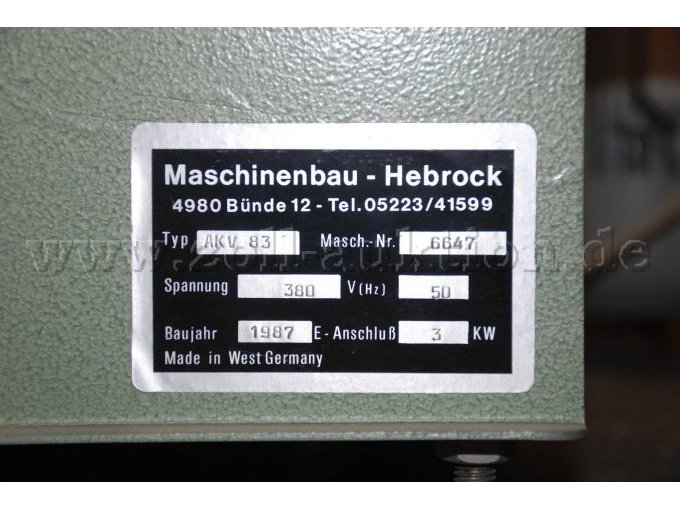 Maschinenbau - Hebrock
4980 Bünde 12 - Tel. 05223/41599
Typ AKV 83 Masch.-Nr. 6647
www.zoll-auktion.de
Spannung 380 V (Hz) 50
Baujahr 1987 E - Anschluß 3 KW
Made in West Germany